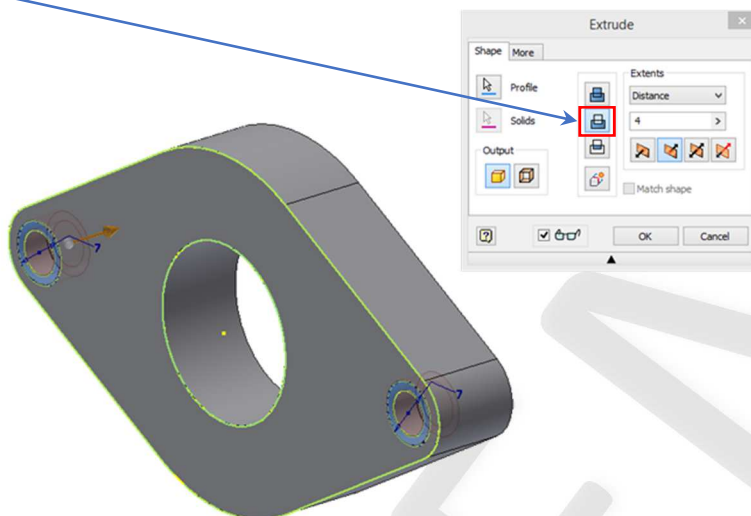 Extrude
Shape More
Profile
Solids
Output
Extents
Distance
4
Match shape
OK Cancel